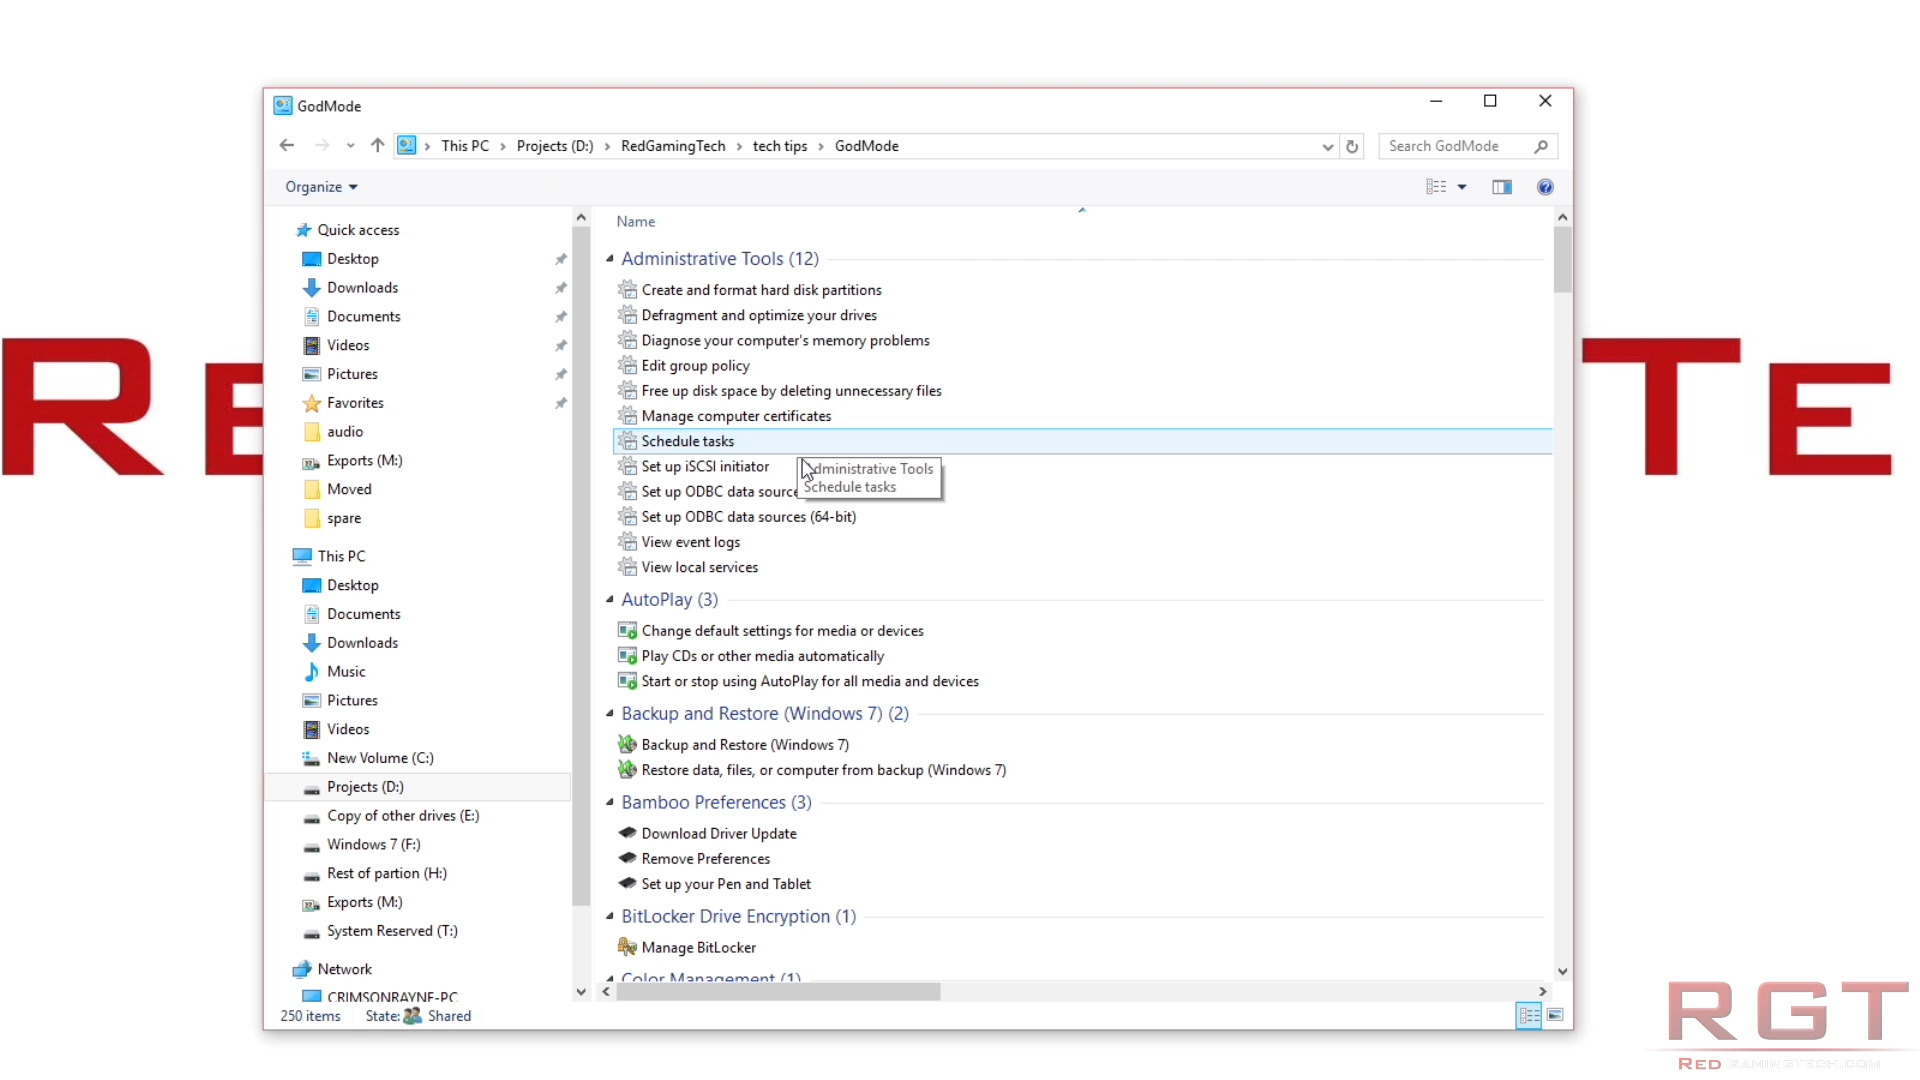 GodMode
This PC
Projects (D:)
RedGamingTech
tech tips
GodMode
Search GodMode
Organize
Quick access
Desktop
Downloads
Documents
Videos
Pictures
Favorites
audio
Exports (M:)
Moved
spare
This PC
Desktop
Documents
Downloads
Music
Pictures
Videos
New Volume (C:)
Projects (D:)
Copy of other drives (E:)
Windows 7 (F:)
Rest of partion (H:)
Exports (M:)
System Reserved (T:)
Network
CRIMSONRAYNE-PC
Name
Administrative Tools (12)
Create and format hard disk partitions
Defragment and optimize your drives
Diagnose your computer's memory problems
Edit group policy
Free up disk space by deleting unnecessary files
Manage computer certificates
Schedule tasks
Set up iSCSI initiator
Administrative Tools
Schedule tasks
Set up ODBC data source
Set up ODBC data sources (64-bit)
View event logs
View local services
AutoPlay (3)
Change default settings for media or devices
Play CDs or other media automatically
Start or stop using AutoPlay for all media and devices
Backup and Restore (Windows 7) (2)
Backup and Restore (Windows 7)
Restore data, files, or computer from backup (Windows 7)
Bamboo Preferences (3)
Download Driver Update
Remove Preferences
Set up your Pen and Tablet
BitLocker Drive Encryption (1)
Manage BitLocker
Color Management (1)
250 items
State:
Shared
RE
TE
RGT
REDGAMINGTECH.COM